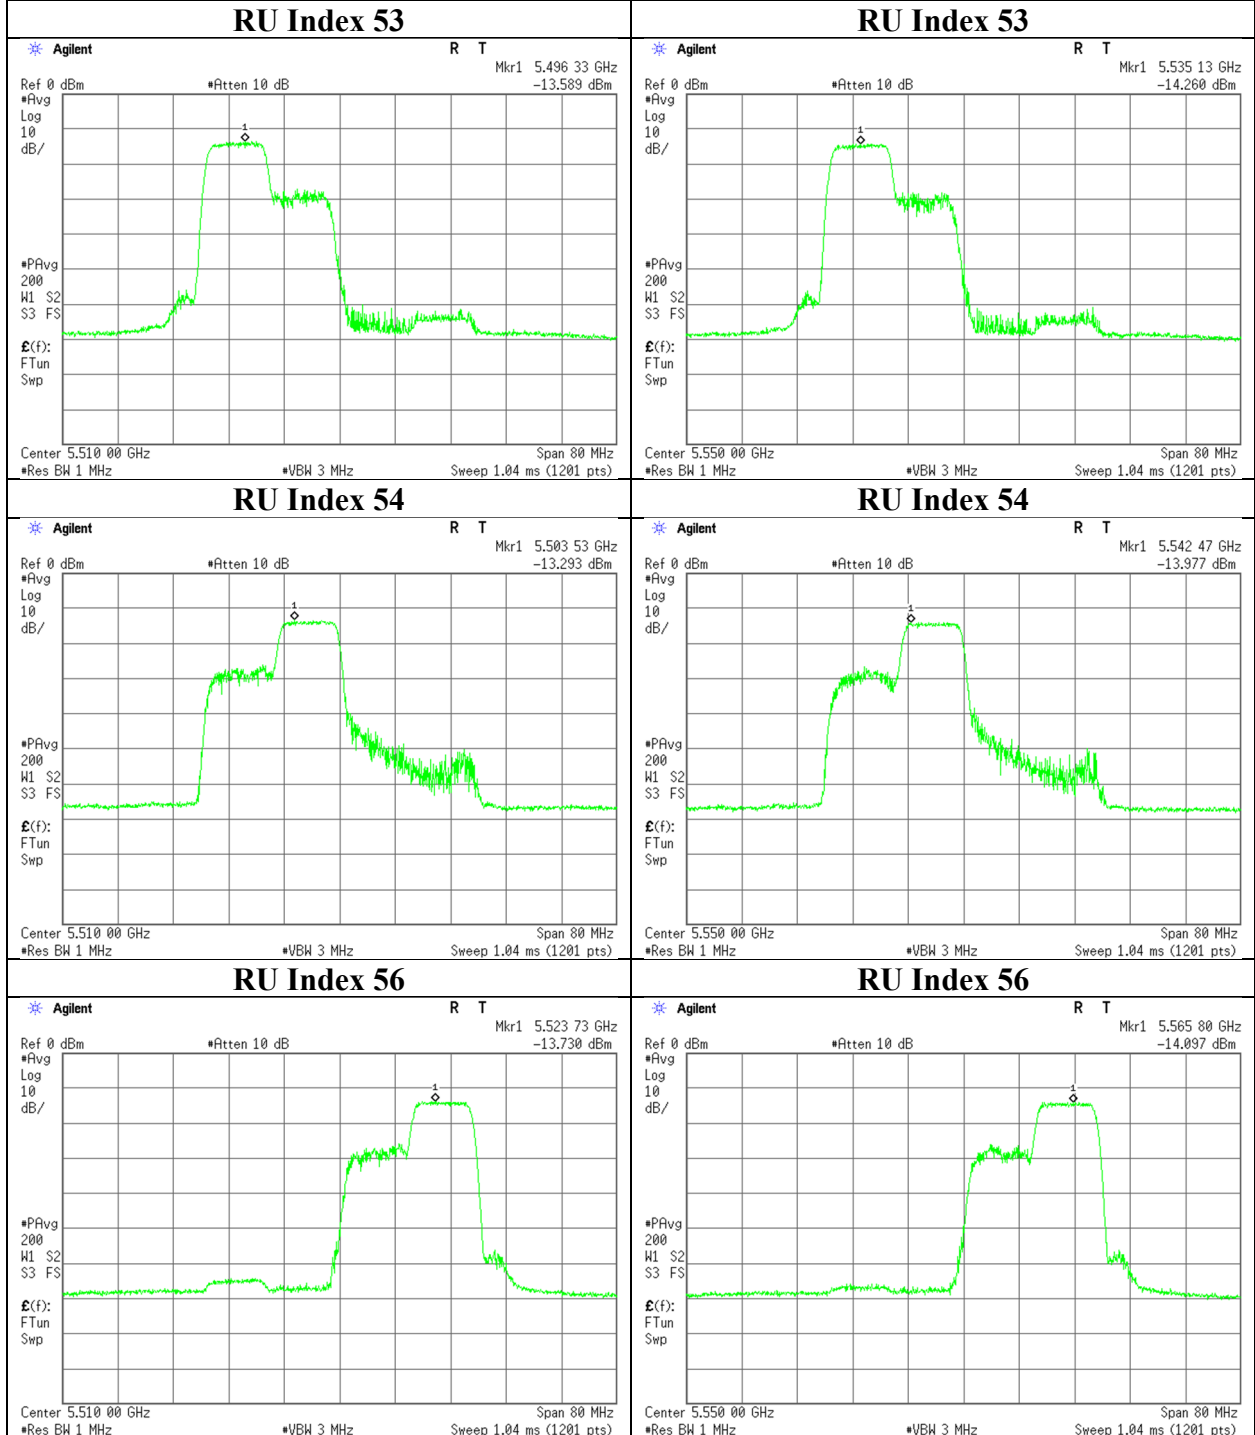 RU Index 53
Agilent R T
Mkr1 5.496 33 GHz
Ref 0 dBm #Atten 10 dB -13.589 dBm
#Avg
Log
10
dB/
1
#PAvg
200
W1 S2
S3 FS
£(f):
FTun
Swp
Center 5.510 00 GHz Span 80 MHz
#Res BW 1 MHz #VBW 3 MHz Sweep 1.04 ms (1201 pts)
RU Index 53
Agilent R T
Mkr1 5.535 13 GHz
Ref 0 dBm #Atten 10 dB -14.260 dBm
#Avg
Log
10
dB/
1
#PAvg
200
W1 S2
S3 FS
£(f):
FTun
Swp
Center 5.550 00 GHz Span 80 MHz
#Res BW 1 MHz #VBW 3 MHz Sweep 1.04 ms (1201 pts)
RU Index 54
Agilent R T
Mkr1 5.503 53 GHz
Ref 0 dBm #Atten 10 dB -13.293 dBm
#Avg
Log
10
dB/
1
#PAvg
200
W1 S2
S3 FS
£(f):
FTun
Swp
Center 5.510 00 GHz Span 80 MHz
#Res BW 1 MHz #VBW 3 MHz Sweep 1.04 ms (1201 pts)
RU Index 54
Agilent R T
Mkr1 5.542 47 GHz
Ref 0 dBm #Atten 10 dB -13.977 dBm
#Avg
Log
10
dB/
1
#PAvg
200
W1 S2
S3 FS
£(f):
FTun
Swp
Center 5.550 00 GHz Span 80 MHz
#Res BW 1 MHz #VBW 3 MHz Sweep 1.04 ms (1201 pts)
RU Index 56
Agilent R T
Mkr1 5.523 73 GHz
Ref 0 dBm #Atten 10 dB -13.730 dBm
#Avg
Log
10
dB/
1
#PAvg
200
W1 S2
S3 FS
£(f):
FTun
Swp
Center 5.510 00 GHz Span 80 MHz
#Res BW 1 MHz #VBW 3 MHz Sweep 1.04 ms (1201 pts)
RU Index 56
Agilent R T
Mkr1 5.565 80 GHz
Ref 0 dBm #Atten 10 dB -14.097 dBm
#Avg
Log
10
dB/
1
#PAvg
200
W1 S2
S3 FS
£(f):
FTun
Swp
Center 5.550 00 GHz Span 80 MHz
#Res BW 1 MHz #VBW 3 MHz Sweep 1.04 ms (1201 pts)